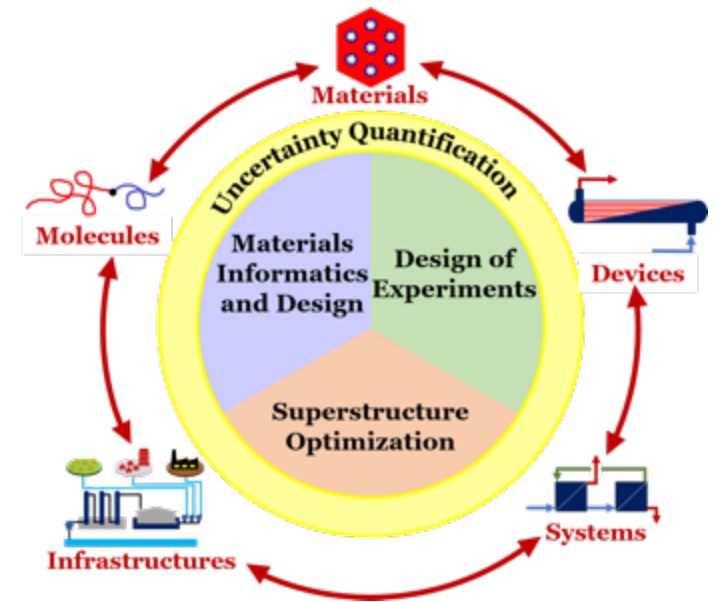 Materials
Uncertainty Quantification
Molecules
Materials
Informatics
and Design
Design of
Experiments
Devices
Superstructure
Optimization
Systems
Infrastructures